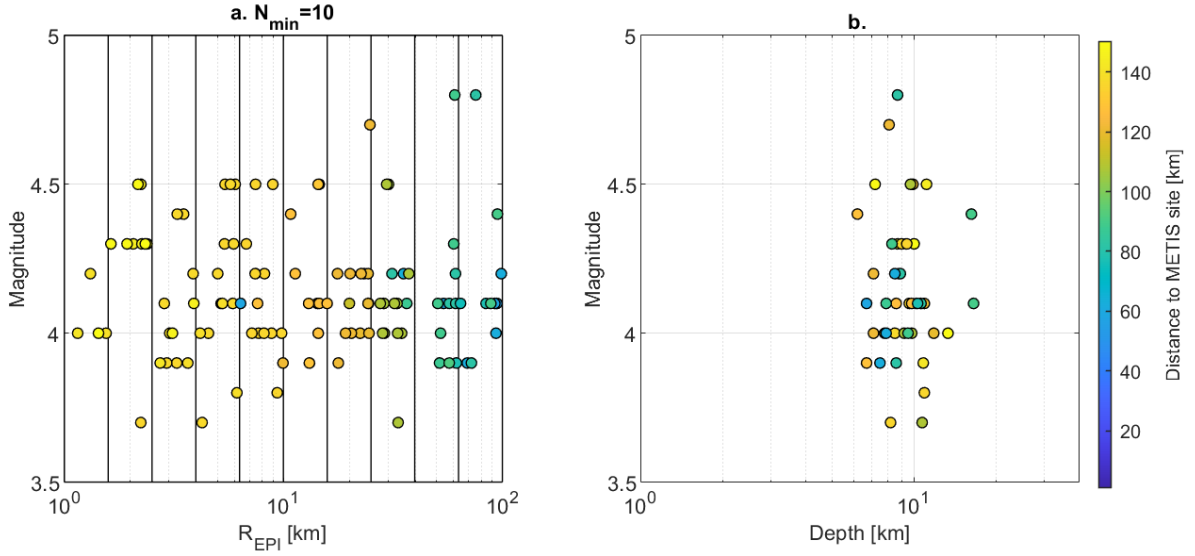 a. N_min=10
b.
5
4.5
4
3.5
Magnitude
10^0
10^1
10^2
R_EPI [km]
5
4.5
4
3.5
Magnitude
10^0
10^1
Depth [km]
140
120
100
80
60
40
20
Distance to METIS site [km]